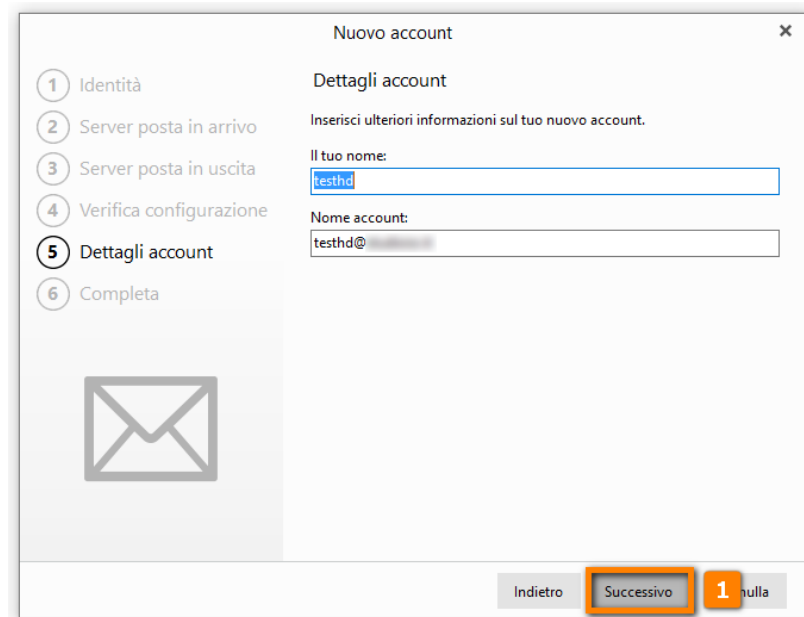 Nuovo account
1 Identità
2 Server posta in arrivo
3 Server posta in uscita
4 Verifica configurazione
5 Dettagli account
6 Completa
Dettagli account
Inserisci ulteriori informazioni sul tuo nuovo account.
Il tuo nome:
testhd
Nome account:
testhd@
Indietro Successivo 1 nulla